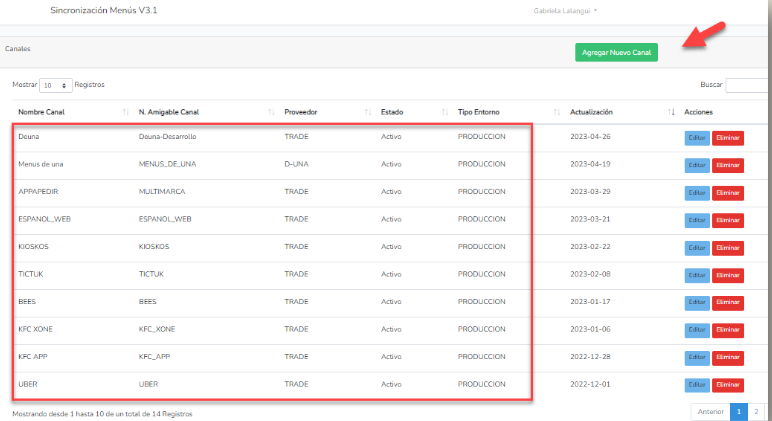 Sincronización Menús V3.1 Gabriela Lalangui
Canales Agregar Nuevo Canal
Mostrar 10 Registros Buscar
Nombre Canal N. Amigable Canal Proveedor Estado Tipo Entorno Actualización Acciones
Douna Douna-Desarrollo TRADE Activo PRODUCCION 2023-04-26 Editar Eliminar
Menus de una MENUS_DE_UNA D-UNA Activo PRODUCCION 2023-04-19 Editar Eliminar
APPAPEDIR MULTIMARCA TRADE Activo PRODUCCION 2023-03-29 Editar Eliminar
ESPANOL_WEB ESPANOL_WEB TRADE Activo PRODUCCION 2023-03-21 Editar Eliminar
KIOSKOS KIOSKOS TRADE Activo PRODUCCION 2023-02-22 Editar Eliminar
TICTUK TICTUK TRADE Activo PRODUCCION 2023-02-08 Editar Eliminar
BEES BEES TRADE Activo PRODUCCION 2023-01-17 Editar Eliminar
KFC XONE KFC_XONE TRADE Activo PRODUCCION 2023-01-06 Editar Eliminar
KFC APP KFC_APP TRADE Activo PRODUCCION 2022-12-28 Editar Eliminar
UBER UBER TRADE Activo PRODUCCION 2022-12-01 Editar Eliminar
Mostrando desde 1 hasta 10 de un total de 14 Registros Anterior 1 2